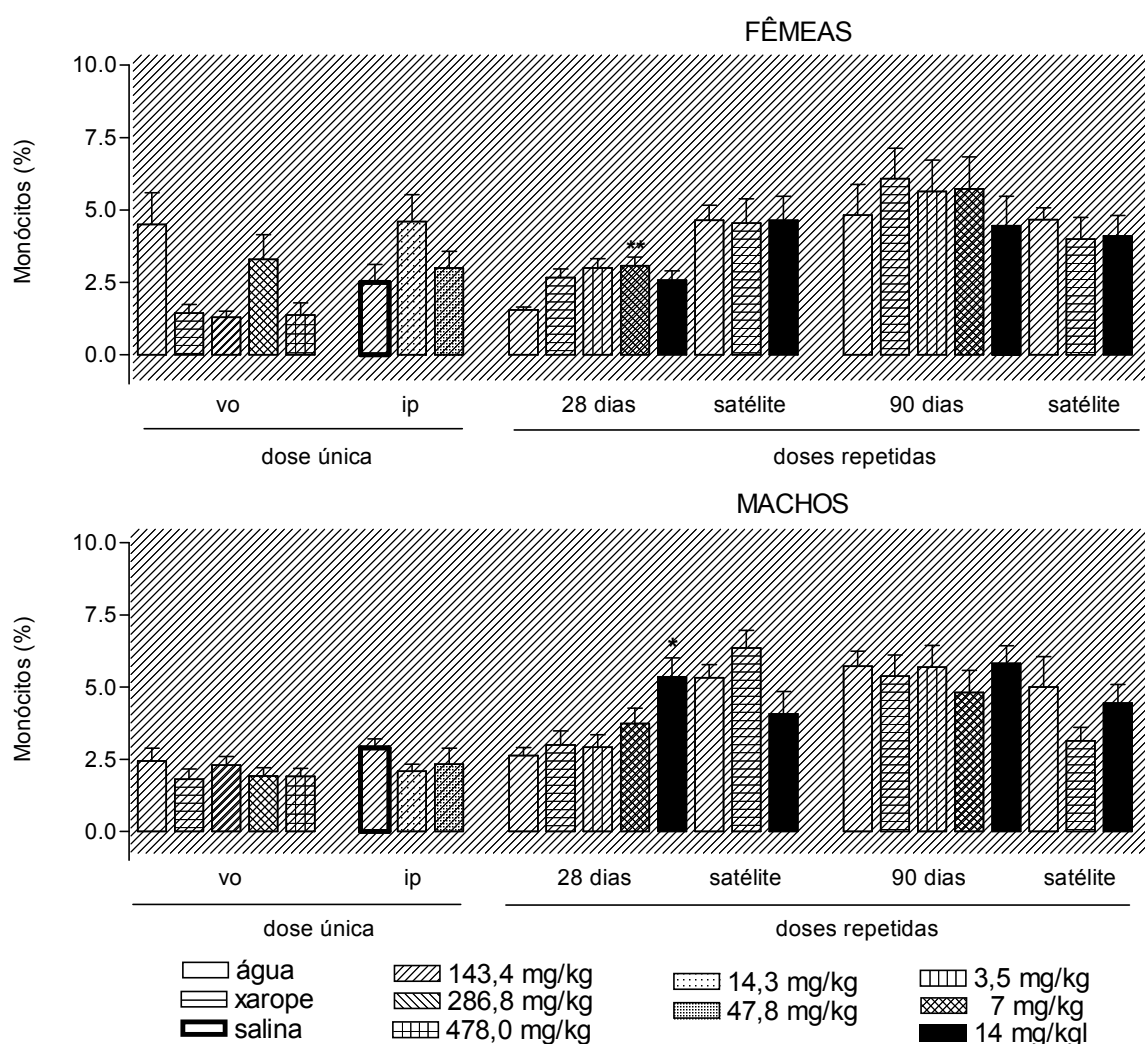 FÊMEAS
Monócitos (%)
10.0
7.5
5.0
2.5
0.0
**
vo ip 28 dias satélite 90 dias satélite
dose única doses repetidas
MACHOS
Monócitos (%)
10.0
7.5
5.0
2.5
0.0
*
vo ip 28 dias satélite 90 dias satélite
dose única doses repetidas
água 143,4 mg/kg 14,3 mg/kg 3,5 mg/kg
xarope 286,8 mg/kg 47,8 mg/kg 7 mg/kg
salina 478,0 mg/kg 14 mg/kgl